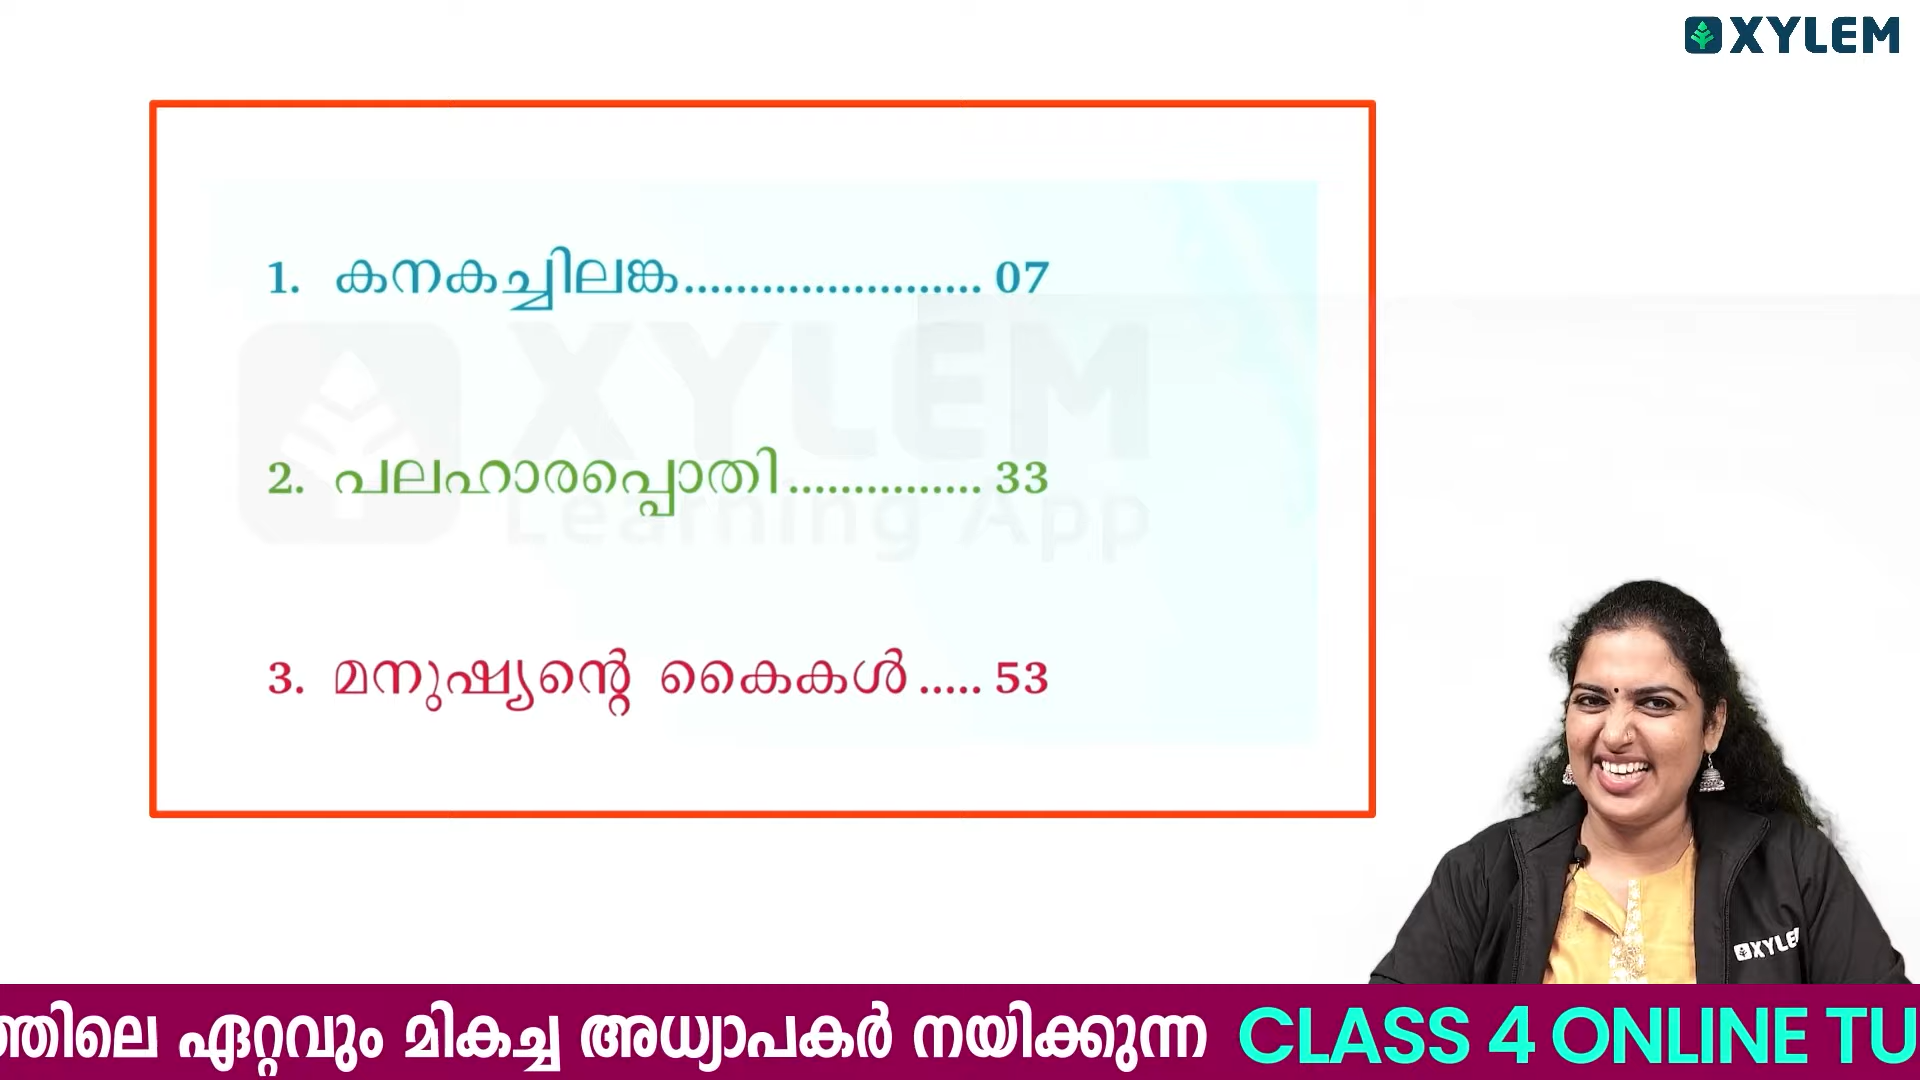 XYLEM
1. കനകച്ചിലങ്ക....................... 07
XYLEM
Learning App
2. പലഹാരപ്പൊതി............... 33
3. മനുഷ്യന്റെ കൈകൾ..... 53
XYLE
ത്തിലെ ഏറ്റവും മികച്ച അധ്യാപകർ നയിക്കുന്ന CLASS 4 ONLINE TU